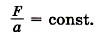 F/a = const.